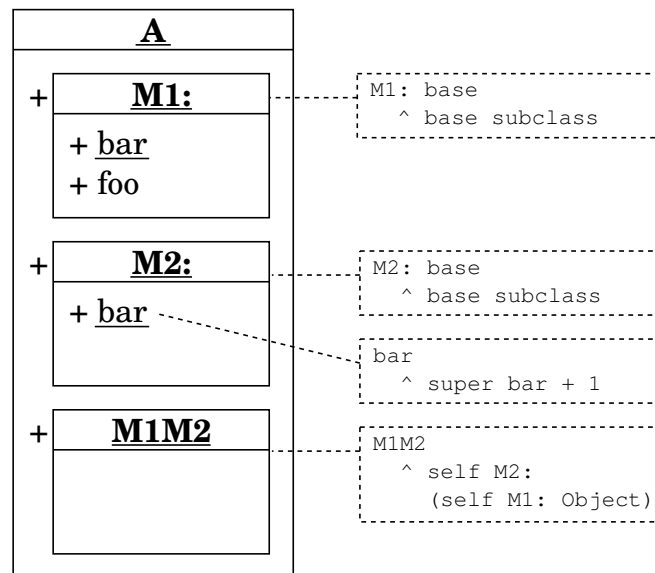 A
+ M1:
+ bar
+ foo
M1: base
^ base subclass
+ M2:
+ bar
M2: base
^ base subclass
bar
^ super bar + 1
+ M1M2
M1M2
^ self M2:
(self M1: Object)